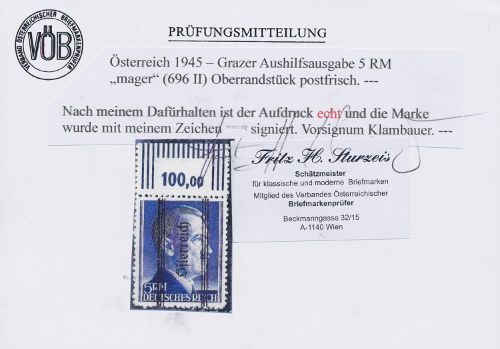 VERBAND ÖSTERREICHISCHER BRIEFMARKENPRÜFER
VÖB
PRÜFUNGSMITTEILUNG
Österreich 1945 – Grazer Aushilfsausgabe 5 RM
„mager“ (696 II) Oberrandstück postfrisch. ---
Nach meinem Dafürhalten ist der Aufdruck echt und die Marke
wurde mit meinem Zeichen signiert. Vorsignum Klambauer. ---
Fritz H. Sturzeis
Schätzmeister
für klassische und moderne Briefmarken
Mitglied des Verbandes Österreichischer
Briefmarkenprüfer
Beckmanngasse 32/15
A-1140 Wien
100,00
Österreich
5RM
DEUTSCHES REICH